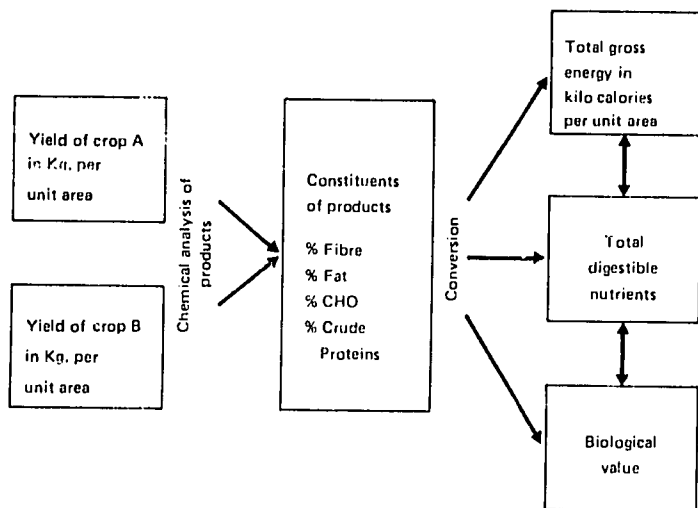 Yield of crop A
in Kg. per
unit area
Yield of crop B
in Kg. per
unit area
Chemical analysis of
products
Constituents
of products
% Fibre
% Fat
% CHO
% Crude
Proteins
Conversion
Total gross
energy in
kilo calories
per unit area
Total
digestible
nutrients
Biological
value